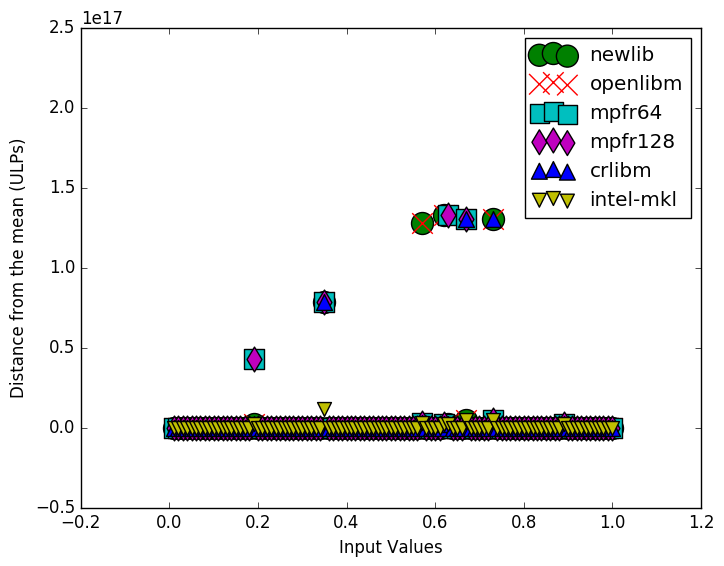 1e17
2.5
2.0
1.5
1.0
0.5
0.0
−0.5
−0.2
0.0
0.2
0.4
0.6
0.8
1.0
1.2
Input Values
Distance from the mean (ULPs)
newlib
openlibm
mpfr64
mpfr128
crlibm
intel-mkl